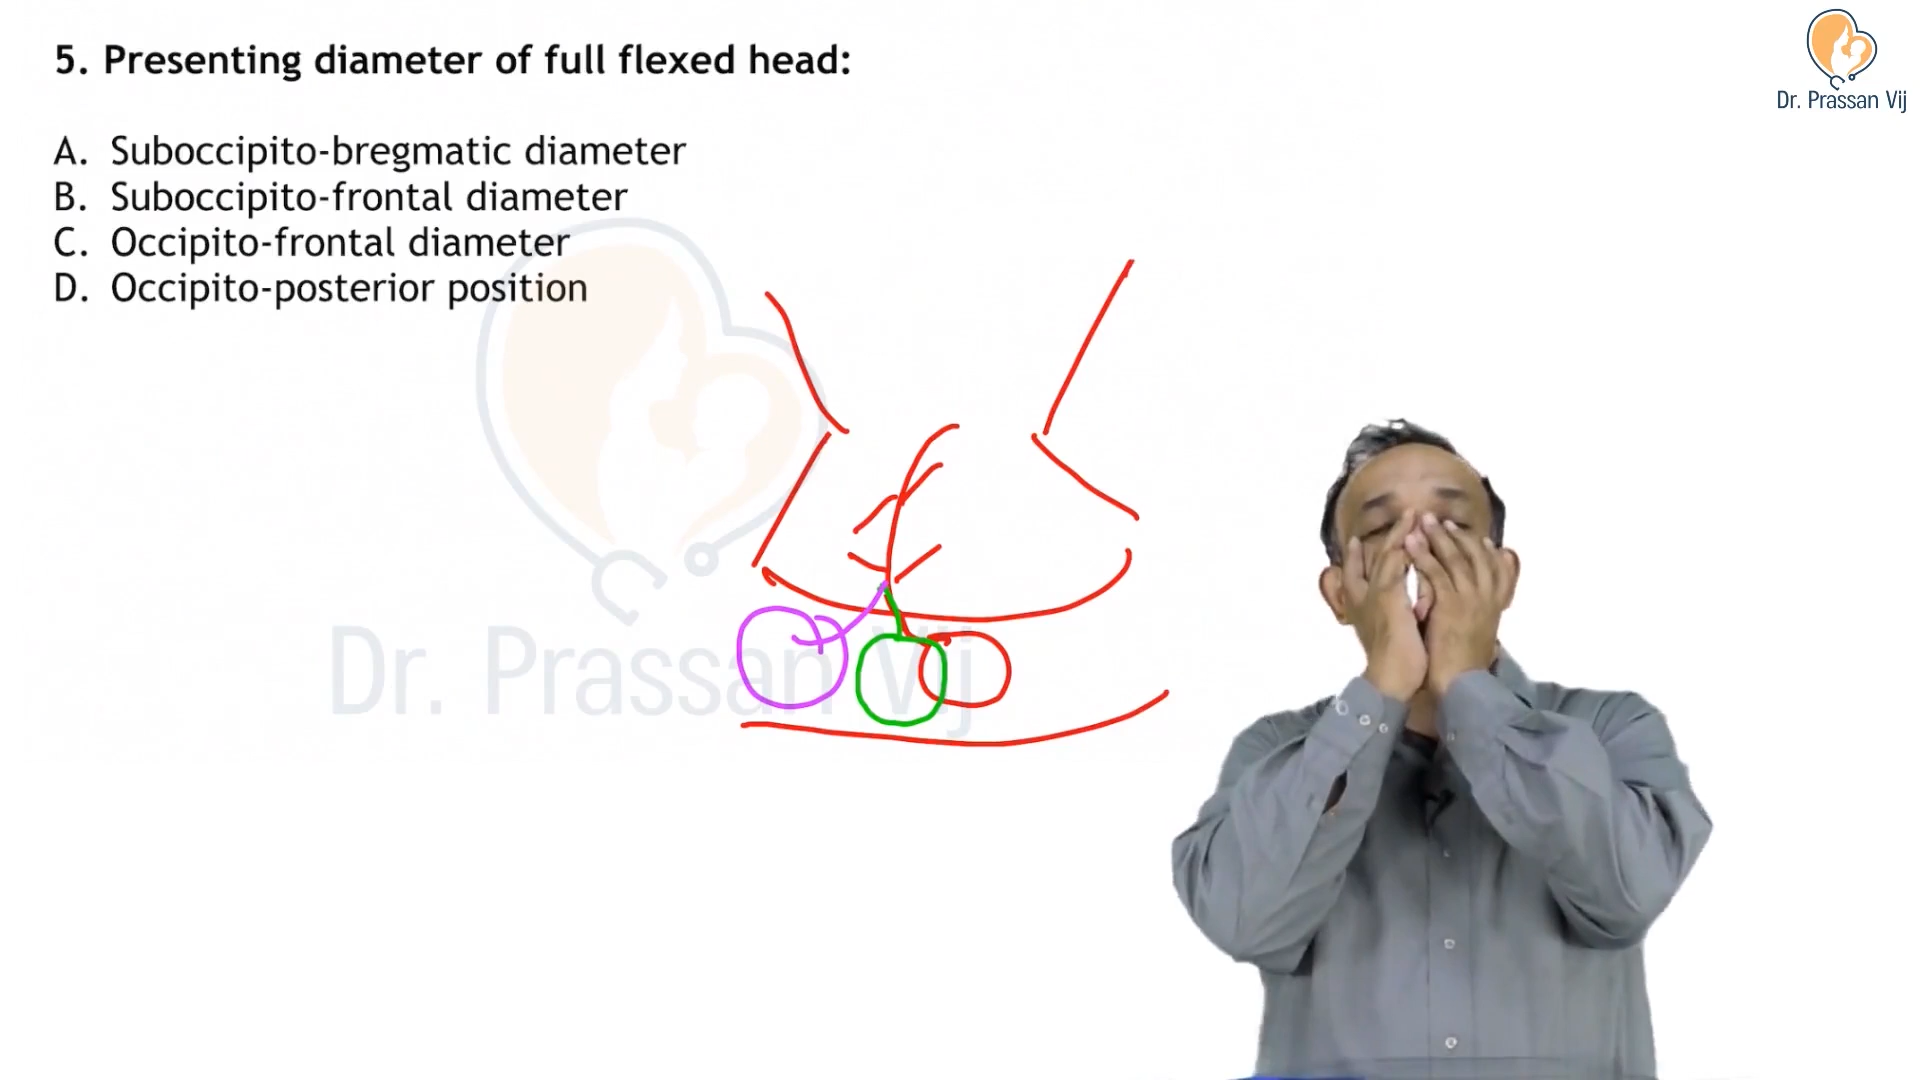 5. Presenting diameter of full flexed head:
Dr. Prassan Vij
A. Suboccipito-bregmatic diameter
B. Suboccipito-frontal diameter
C. Occipito-frontal diameter
D. Occipito-posterior position
Dr. Prassan Vij